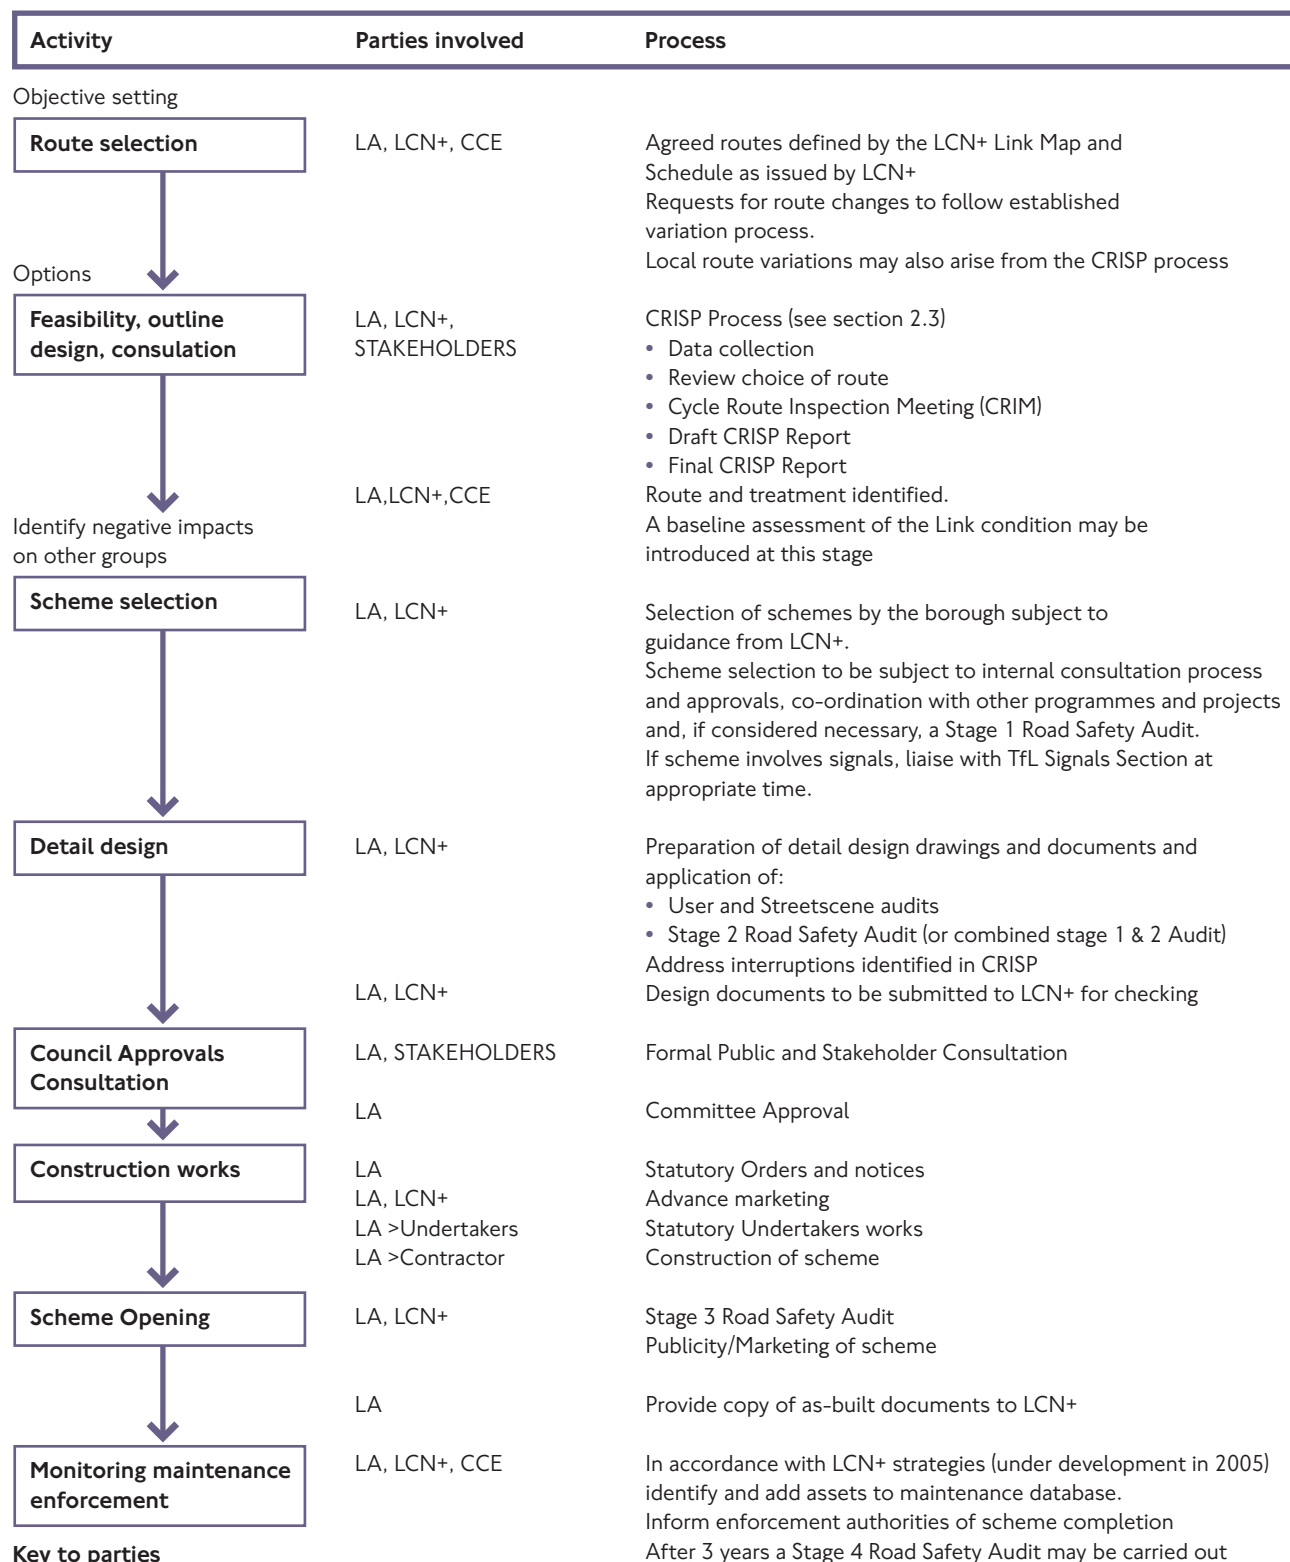 Activity Parties involved Process
Objective setting
Route selection LA, LCN+, CCE Agreed routes defined by the LCN+ Link Map and
Schedule as issued by LCN+
Requests for route changes to follow established
variation process.
Local route variations may also arise from the CRISP process
Options
Feasibility, outline LA, LCN+, CRISP Process (see section 2.3)
design, consulation STAKEHOLDERS • Data collection
• Review choice of route
• Cycle Route Inspection Meeting (CRIM)
• Draft CRISP Report
• Final CRISP Report
LA,LCN+,CCE Route and treatment identified.
Identify negative impacts A baseline assessment of the Link condition may be
on other groups introduced at this stage
Scheme selection LA, LCN+ Selection of schemes by the borough subject to
guidance from LCN+.
Scheme selection to be subject to internal consultation process
and approvals, co-ordination with other programmes and projects
and, if considered necessary, a Stage 1 Road Safety Audit.
If scheme involves signals, liaise with TfL Signals Section at
appropriate time.
Detail design LA, LCN+ Preparation of detail design drawings and documents and
application of:
• User and Streetscene audits
• Stage 2 Road Safety Audit (or combined stage 1 & 2 Audit)
Address interruptions identified in CRISP
LA, LCN+ Design documents to be submitted to LCN+ for checking
Council Approvals LA, STAKEHOLDERS Formal Public and Stakeholder Consultation
Consultation
LA Committee Approval
Construction works LA Statutory Orders and notices
LA, LCN+ Advance marketing
LA >Undertakers Statutory Undertakers works
LA >Contractor Construction of scheme
Scheme Opening LA, LCN+ Stage 3 Road Safety Audit
Publicity/Marketing of scheme
LA Provide copy of as-built documents to LCN+
Monitoring maintenance LA, LCN+, CCE In accordance with LCN+ strategies (under development in 2005)
enforcement identify and add assets to maintenance database.
Inform enforcement authorities of scheme completion
Key to parties After 3 years a Stage 4 Road Safety Audit may be carried out